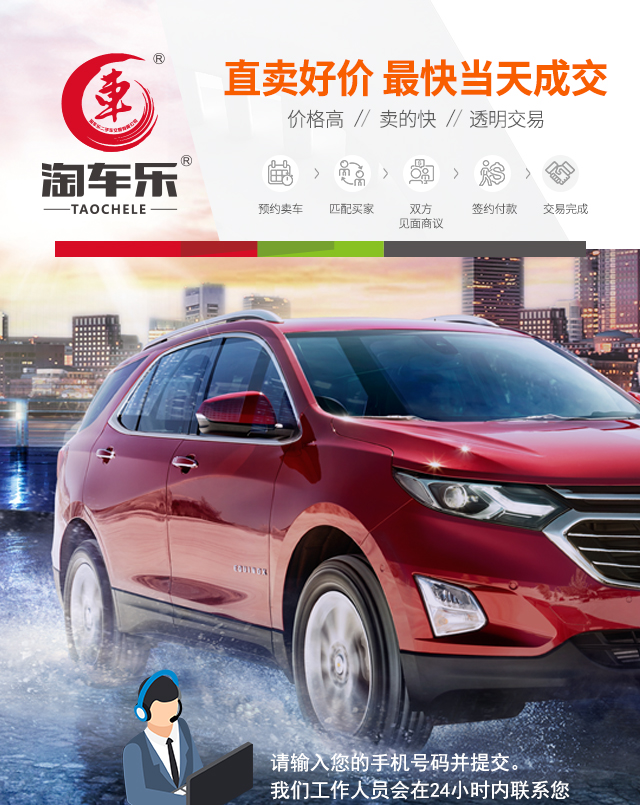 直卖好价 最快当天成交
价格高 // 卖的快 // 透明交易
車
®
淘车乐®
TAOCHELE
预约卖车
匹配买家
双方
见面商议
签约付款
交易完成
EQUINOX
请输入您的手机号码并提交。
我们工作人员会在24小时内联系您